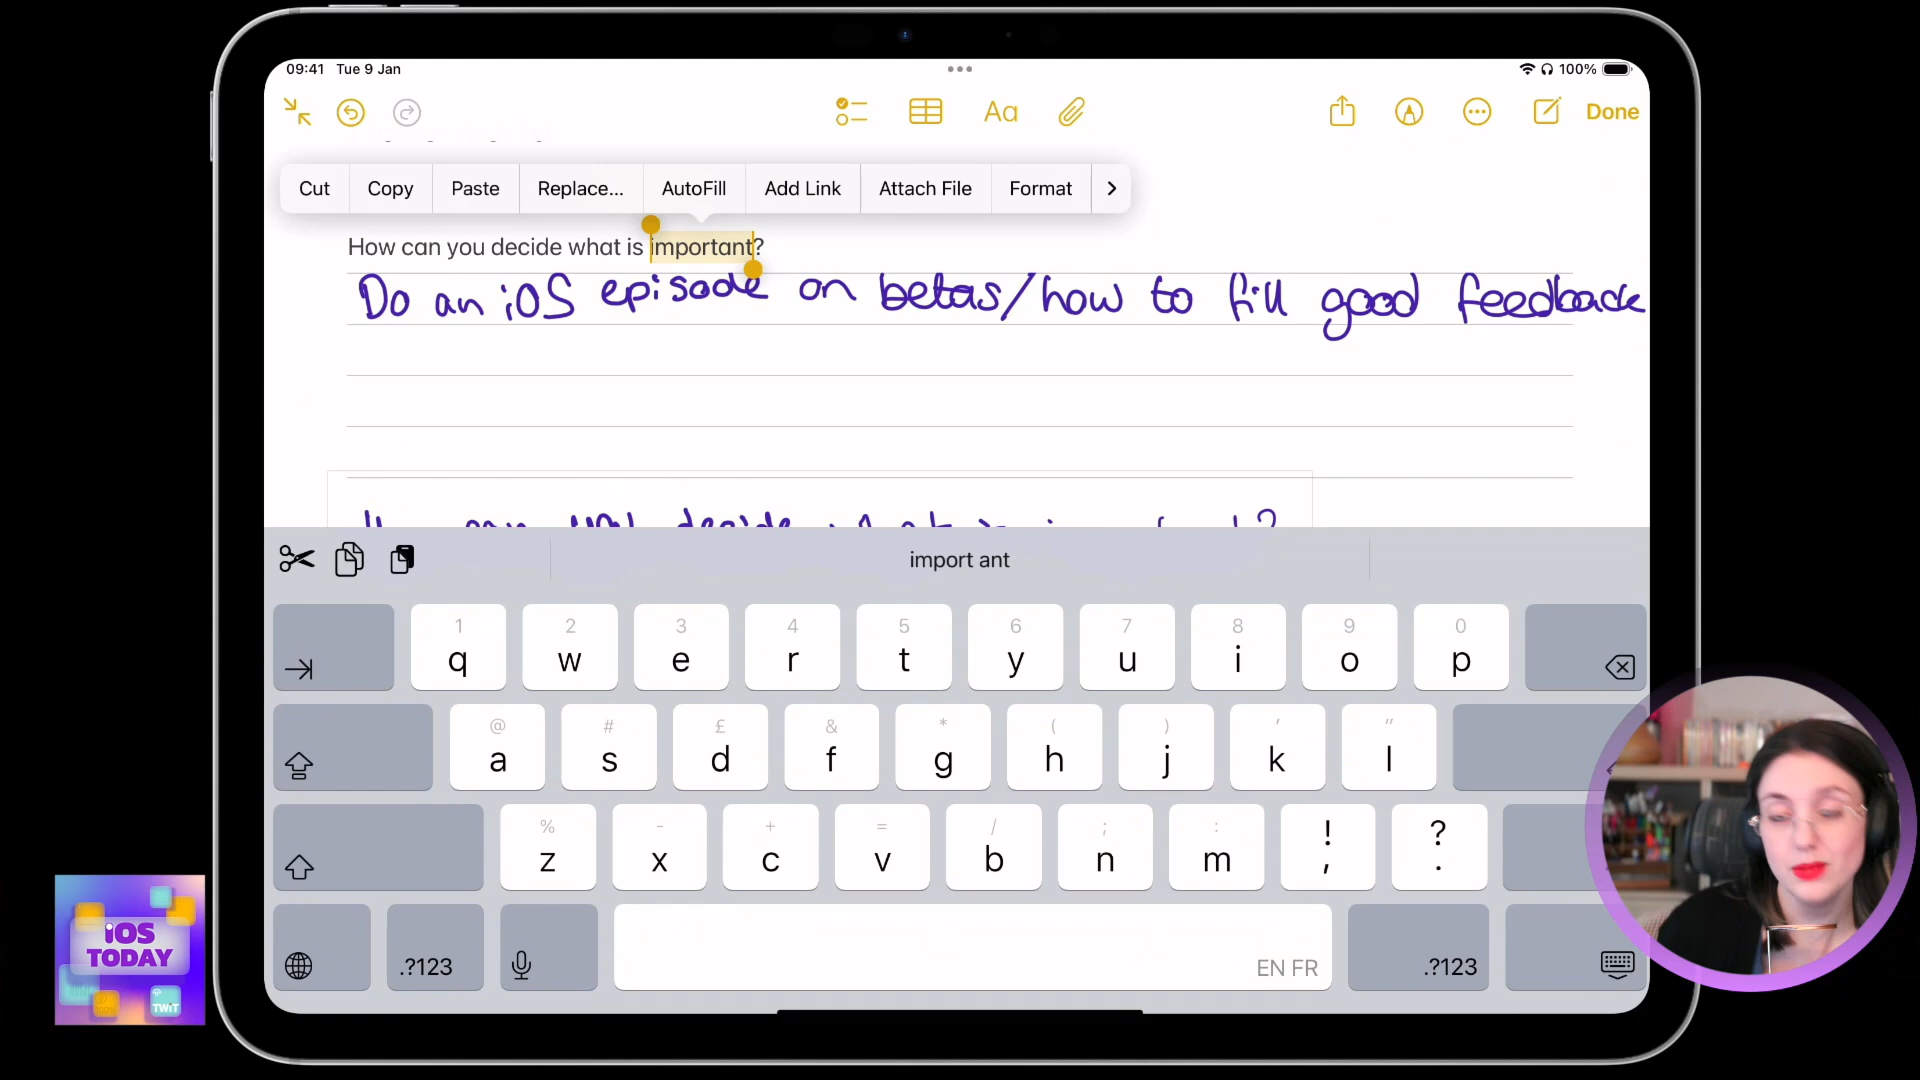 09:41 Tue 9 Jan 100%
Aa Done
Cut Copy Paste Replace... AutoFill Add Link Attach File Format
How can you decide what is important?
Do an iOS episode on betas/how to fill good feedback
import ant
1 2 3 4 5 6 7 8 9 0
q w e r t y u i o p
@ # £ & * ( ) ' "
a s d f g h j k l
% - + = / ; : ! ?
z x c v b n m , .
.?123 EN FR .?123
iOS
TODAY
TWiT